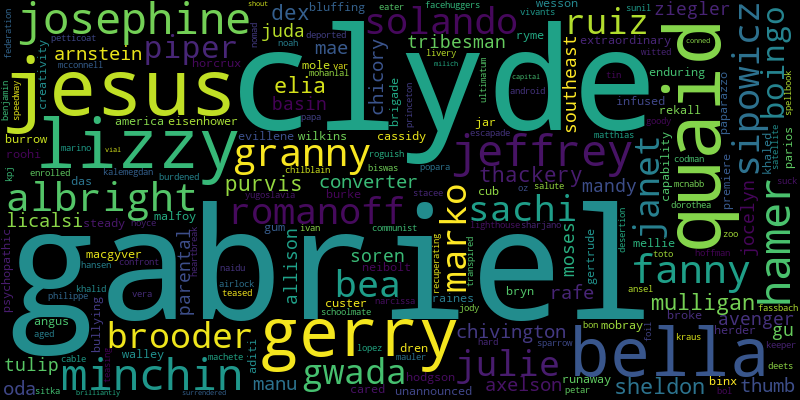 gabriel
clyde
jesus
lizzy
gerry
bella
quaid
josephine
solando
ruiz
piper
dex
bluffing
juda
mae
arnstein
elia
basin
chicory
tribesman
ryme
wesson
extraordinary
ziegler
sipowicz
boingo
southeast
granny
jeffrey
thackery
romanoff
sachi
marko
albright
purvis
converter
licalsi
janet
hamer
fanny
mulligan
brooder
minchin
gwada
bea
soren
allison
moses
rafe
chivington
julie
axelson
sheldon
thumb
avenger
mandy
cub
jar
brigade
cassidy
wilkins
evillene
america
eisenhower
burrow
roohi
creativity
petticoat
federation
mcconnell
benjamin
speedway
horcrux
noah
deported
nomad
shout
eater
facehuggers
vivants
sunil
witted
conned
enduring
infused
rekall
paparazzo
premiere
khaled
satellite
parios
spellbook
goody
matthias
android
capital
tin
livery
ultimatum
mohanlal
var
milich
mole
papa
princeton
roguish
biswas
escapade
chilblain
popara
stacee
burke
yugoslavia
marino
vial
kalemegdan
enrolled
burdened
das
malfoy
steady
hoyce
macgyver
parental
hansen
confront
khalid
philippe
vera
naidu
airlock
teased
angus
aged
bullying
cable
walley
tulip
oda
sitka
manu
aditi
machete
brilliantly
surrendered
gum
ivan
custer
schoolmate
neibolt
narcissa
communist
lopez
dren
mauler
hodgson
cared
unannounced
raines
jody
recuperating
transpired
lighthouse
snarjano
bryn
gertrude
desertion
mellie
toto
ansel
zoo
hoffman
dorothea
codman
mcnabb
capability
jocelyn
suck
salute
oz
fassbach
gu
herder
broke
mobray
bon
foil
kraus
keeper
deets
binx
runaway
petar
sparrow
hard
psychopathic